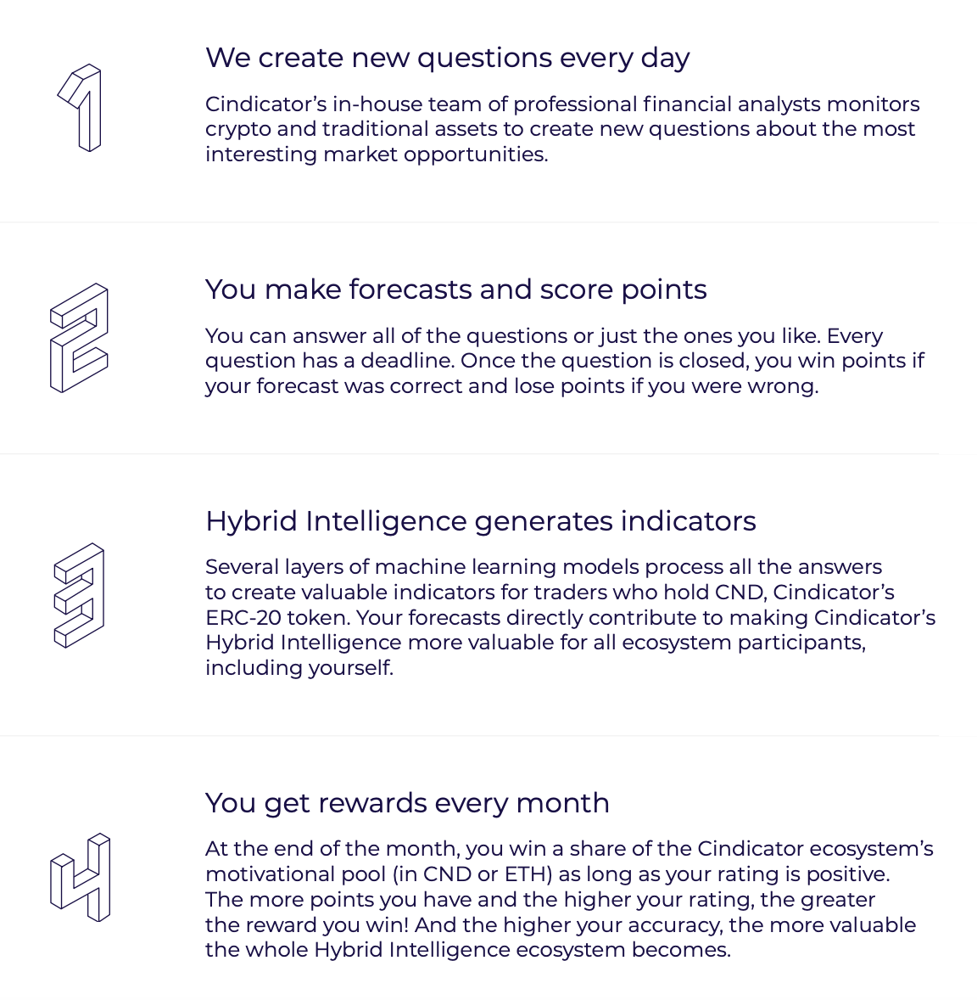 1
We create new questions every day
Cindicator’s in-house team of professional financial analysts monitors
crypto and traditional assets to create new questions about the most
interesting market opportunities.
2
You make forecasts and score points
You can answer all of the questions or just the ones you like. Every
question has a deadline. Once the question is closed, you win points if
your forecast was correct and lose points if you were wrong.
3
Hybrid Intelligence generates indicators
Several layers of machine learning models process all the answers
to create valuable indicators for traders who hold CND, Cindicator’s
ERC-20 token. Your forecasts directly contribute to making Cindicator’s
Hybrid Intelligence more valuable for all ecosystem participants,
including yourself.
4
You get rewards every month
At the end of the month, you win a share of the Cindicator ecosystem’s
motivational pool (in CND or ETH) as long as your rating is positive.
The more points you have and the higher your rating, the greater
the reward you win! And the higher your accuracy, the more valuable
the whole Hybrid Intelligence ecosystem becomes.